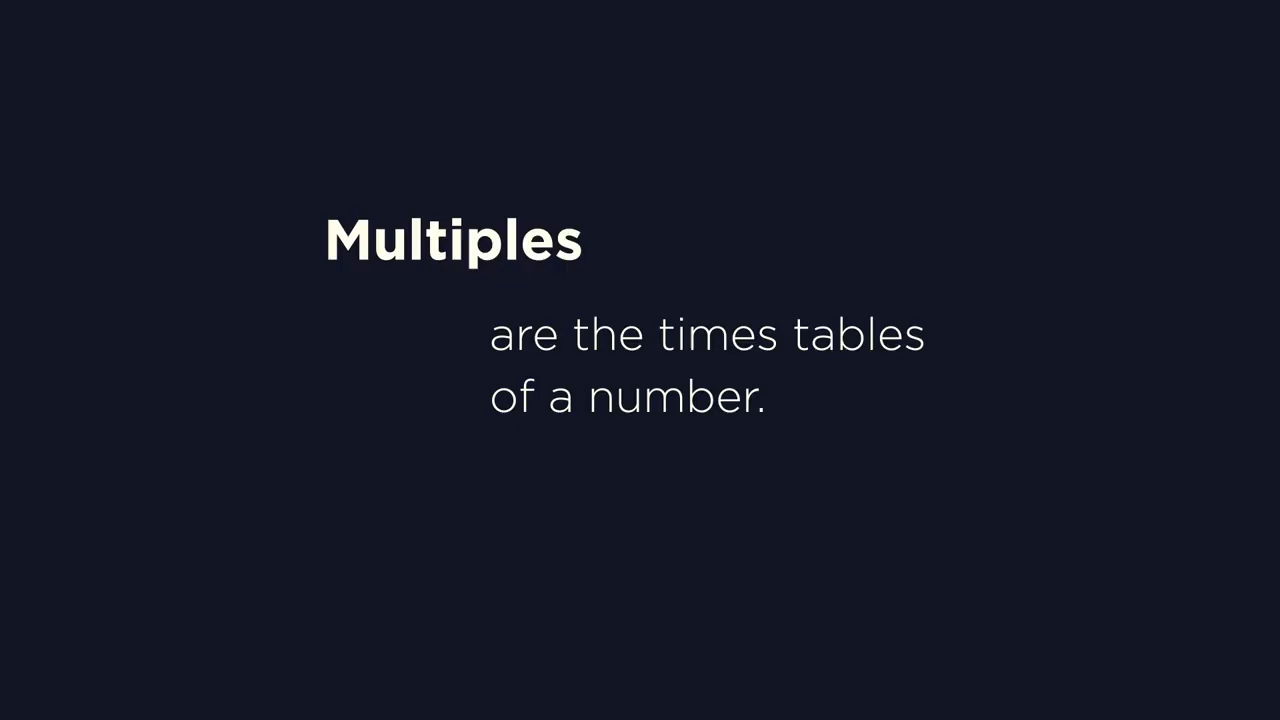 Multiples
are the times tables
of a number.